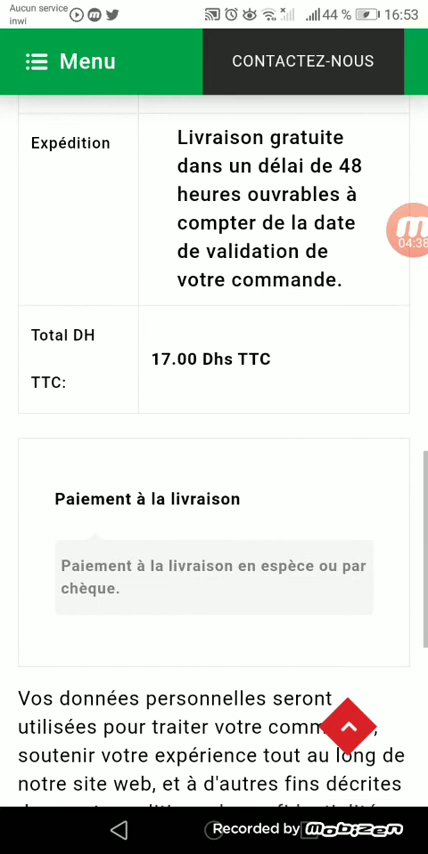 Aucun service
inwi
44 %
16:53
Menu
CONTACTEZ-NOUS
Expédition
Livraison gratuite
dans un délai de 48
heures ouvrables à
compter de la date
de validation de
votre commande.
04:38
Total DH
TTC:
17.00 Dhs TTC
Paiement à la livraison
Paiement à la livraison en espèce ou par
chèque.
Vos données personnelles seront
utilisées pour traiter votre
soutenir votre expérience tout au long de
notre site web, et à d'autres fins décrites
Recorded by mobizen